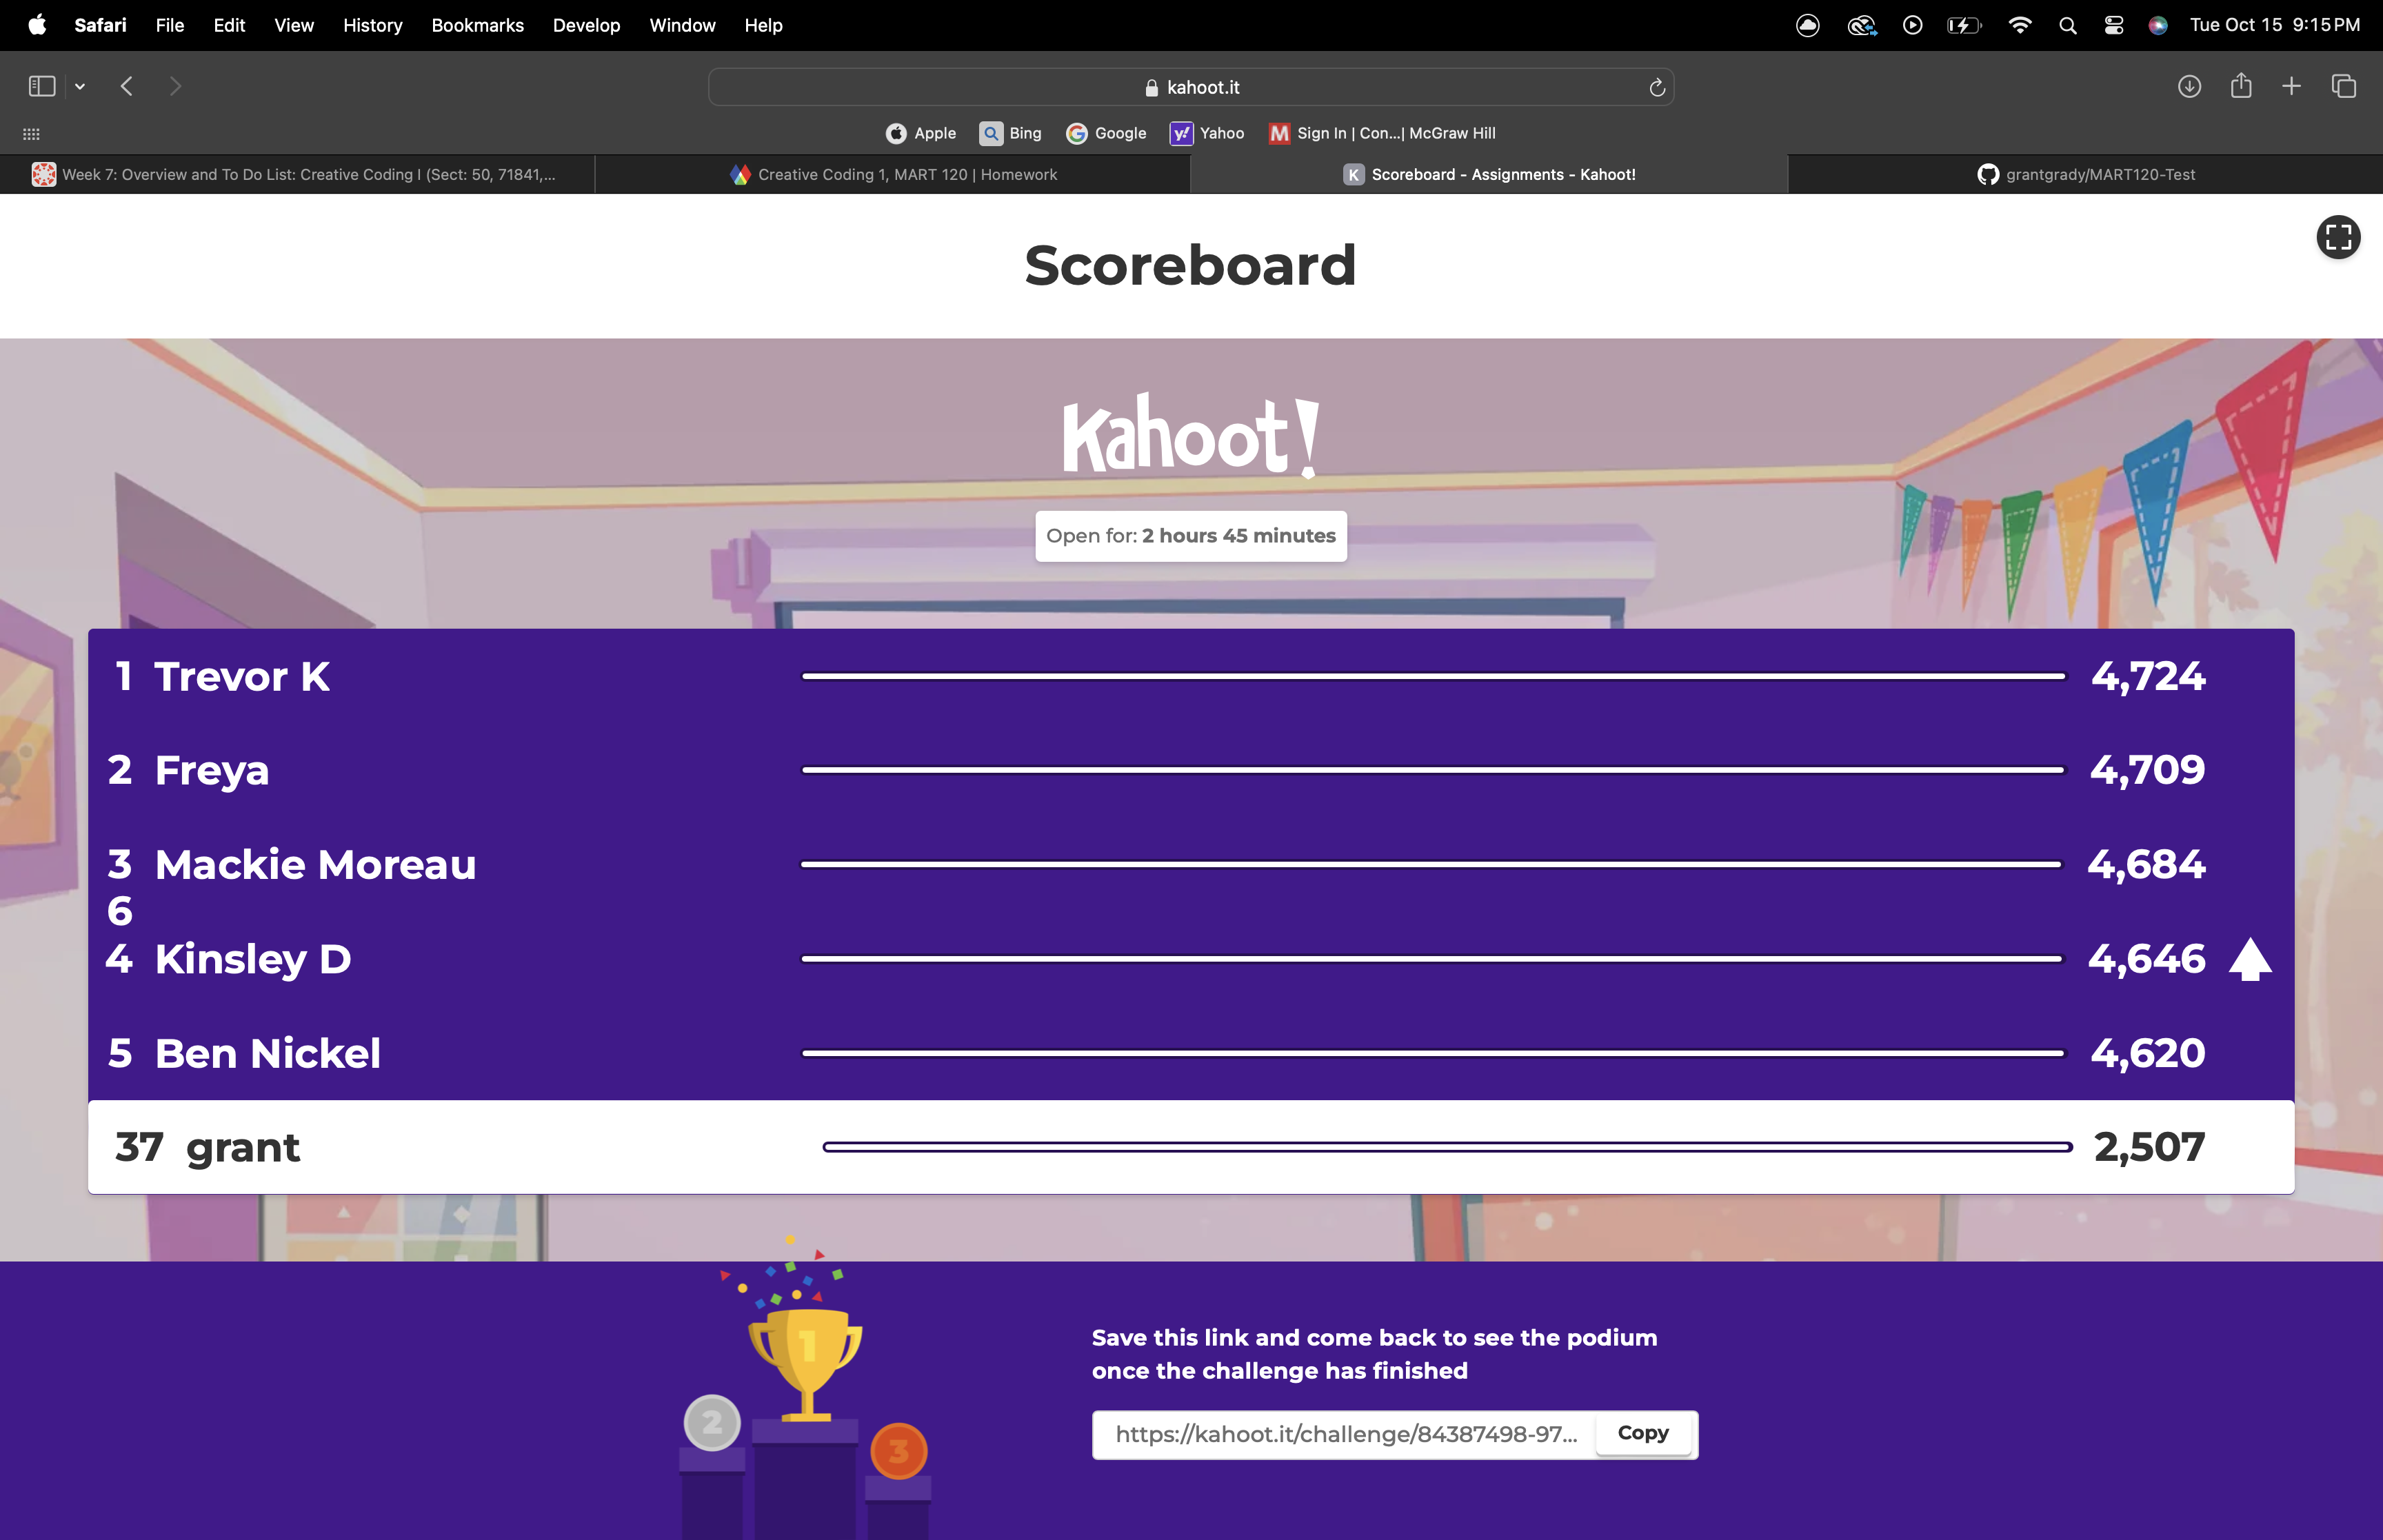 Safari File Edit View History Bookmarks Develop Window Help Tue Oct 15 9:15 PM
kahoot.it
Apple Bing Google y! Yahoo M Sign In | Con...| McGraw Hill
Week 7: Overview and To Do List: Creative Coding I (Sect: 50, 71841,... Creative Coding 1, MART 120 | Homework K Scoreboard - Assignments - Kahoot! grantgrady/MART120-Test
Scoreboard
Kahoot!
Open for: 2 hours 45 minutes
1 Trevor K 4,724
2 Freya 4,709
3 Mackie Moreau 4,684
6
4 Kinsley D 4,646
5 Ben Nickel 4,620
37 grant 2,507
1
2
3
Save this link and come back to see the podium
once the challenge has finished
https://kahoot.it/challenge/84387498-97... Copy